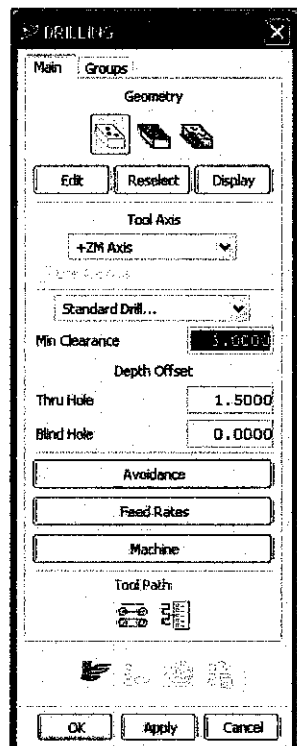 DRILLING
Main Groups
Geometry
Edit Reselect Display
Tool Axis
+ZM Axis
Standard Drill...
Min Clearance 3.0000
Depth Offset
Thru Hole 1.5000
Blind Hole 0.0000
Avoidance
Feed Rates
Machine
Tool Path
OK Apply Cancel